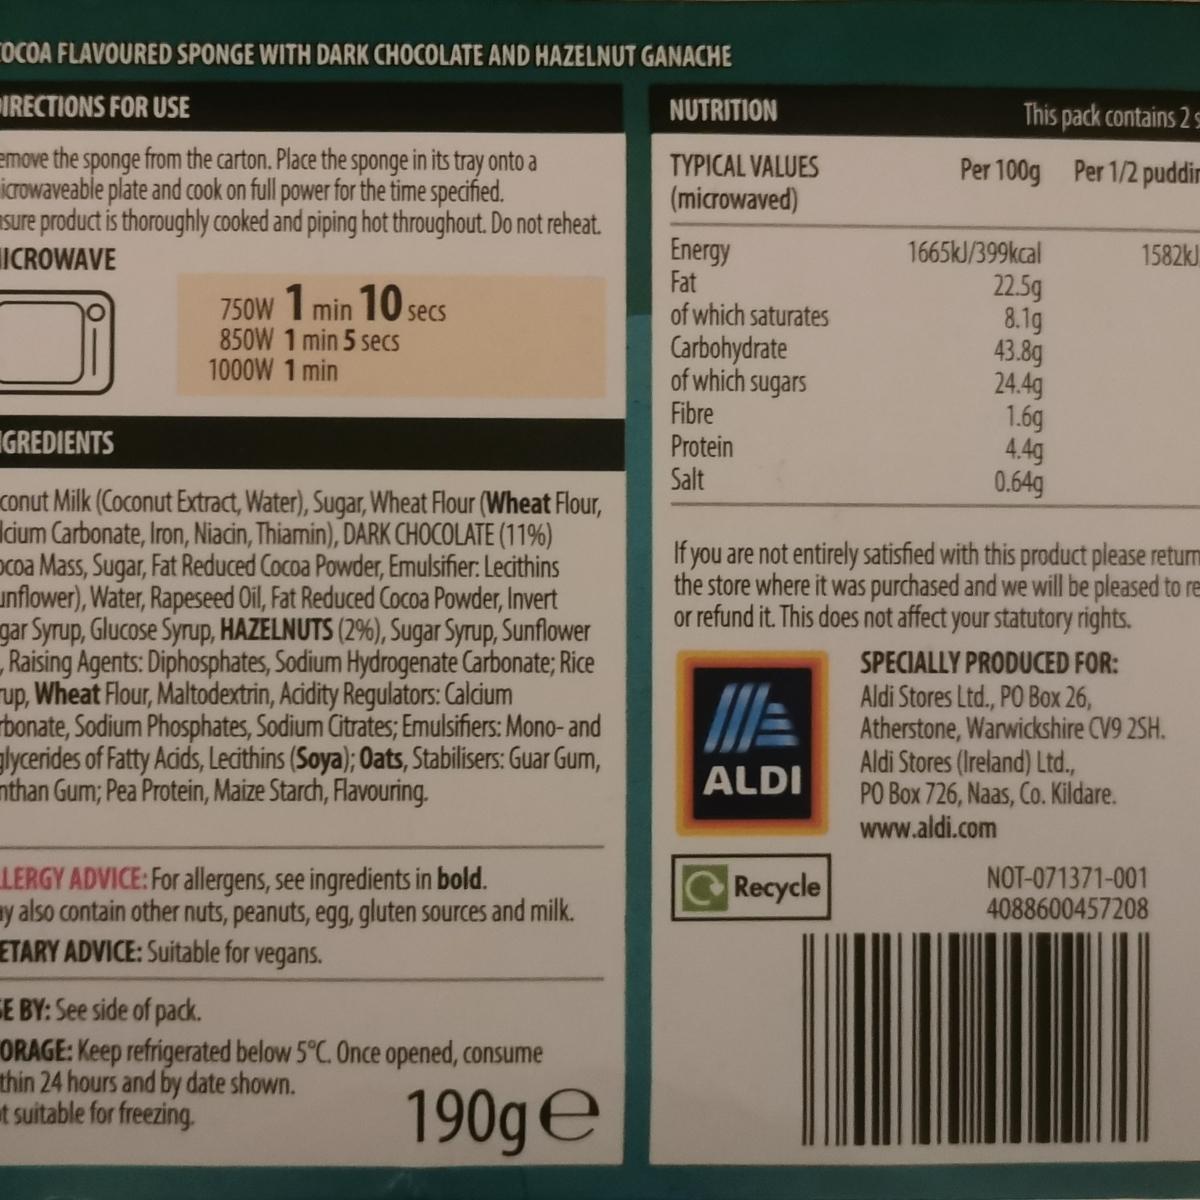 COCOA FLAVOURED SPONGE WITH DARK CHOCOLATE AND HAZELNUT GANACHE
DIRECTIONS FOR USE
emove the sponge from the carton. Place the sponge in its tray onto a
icrowaveable plate and cook on full power for the time specified.
nsure product is thoroughly cooked and piping hot throughout. Do not reheat.
MICROWAVE
750W 1 min 10 secs
850W 1 min 5 secs
1000W 1 min
NGREDIENTS
conut Milk (Coconut Extract, Water), Sugar, Wheat Flour (Wheat Flour,
lcium Carbonate, Iron, Niacin, Thiamin), DARK CHOCOLATE (11%)
ocoa Mass, Sugar, Fat Reduced Cocoa Powder, Emulsifier: Lecithins
unflower), Water, Rapeseed Oil, Fat Reduced Cocoa Powder, Invert
gar Syrup, Glucose Syrup, HAZELNUTS (2%), Sugar Syrup, Sunflower
, Raising Agents: Diphosphates, Sodium Hydrogenate Carbonate; Rice
rup, Wheat Flour, Maltodextrin, Acidity Regulators: Calcium
rbonate, Sodium Phosphates, Sodium Citrates; Emulsifiers: Mono- and
glycerides of Fatty Acids, Lecithins (Soya); Oats, Stabilisers: Guar Gum,
nthan Gum; Pea Protein, Maize Starch, Flavouring.
LLERGY ADVICE: For allergens, see ingredients in bold.
ay also contain other nuts, peanuts, egg, gluten sources and milk.
ETARY ADVICE: Suitable for vegans.
SE BY: See side of pack.
ORAGE: Keep refrigerated below 5°C. Once opened, consume
thin 24 hours and by date shown.
t suitable for freezing.
190g e
NUTRITION This pack contains 2 s
TYPICAL VALUES Per 100g Per 1/2 puddin
(microwaved)
Energy 1665kJ/399kcal 1582kJ
Fat 22.5g
of which saturates 8.1g
Carbohydrate 43.8g
of which sugars 24.4g
Fibre 1.6g
Protein 4.4g
Salt 0.64g
If you are not entirely satisfied with this product please return
the store where it was purchased and we will be pleased to re
or refund it. This does not affect your statutory rights.
ALDI
SPECIALLY PRODUCED FOR:
Aldi Stores Ltd., PO Box 26,
Atherstone, Warwickshire CV9 2SH.
Aldi Stores (Ireland) Ltd.,
PO Box 726, Naas, Co. Kildare.
www.aldi.com
Recycle
NOT-071371-001
4088600457208